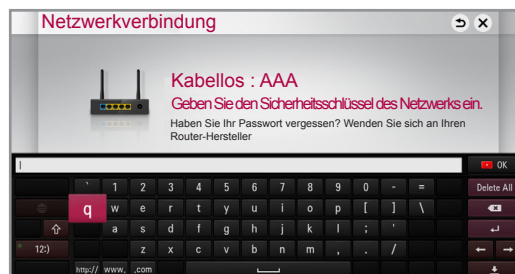 Netzwerkverbindung
Kabellos : AAA
Geben Sie den Sicherheitsschlüssel des Netzwerks ein.
Haben Sie Ihr Passwort vergessen? Wenden Sie sich an Ihren
Router-Hersteller
OK
` 1 2 3 4 5 6 7 8 9 0 - = Delete All
q w e r t y u i o p [ ] \
a s d f g h j k l ; '
12:) z x c v b n m , . /
http:// www. .com